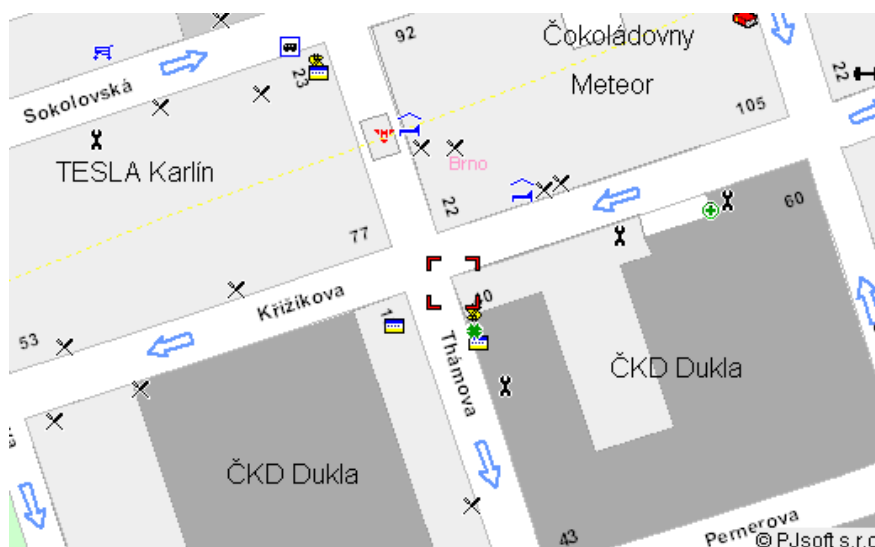 92
Čokoládovny
Meteor
22
23
Sokolovská
105
TESLA Karlín
Brno
22
60
77
Křižíkova
40
1
53
Thámova
ČKD Dukla
ČKD Dukla
43
Pernerova
© PJsoft s.r.o